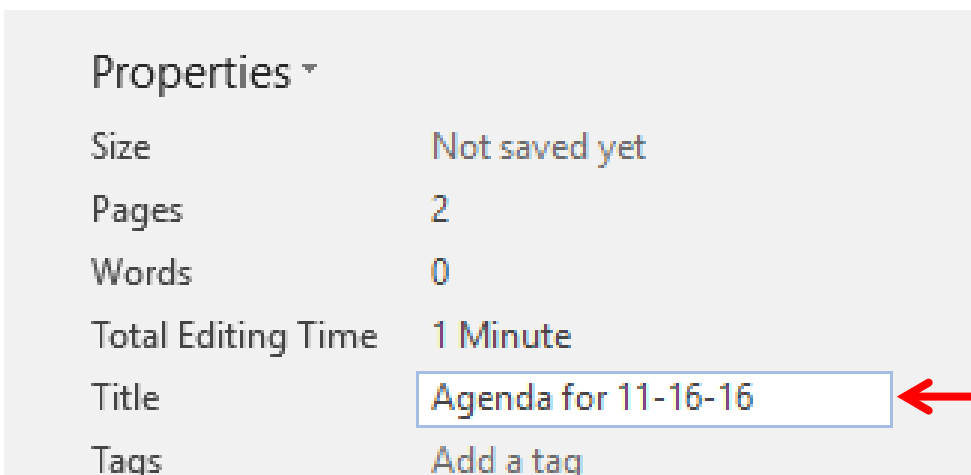 Properties
Size Not saved yet
Pages 2
Words 0
Total Editing Time 1 Minute
Title Agenda for 11-16-16
Tags Add a tag